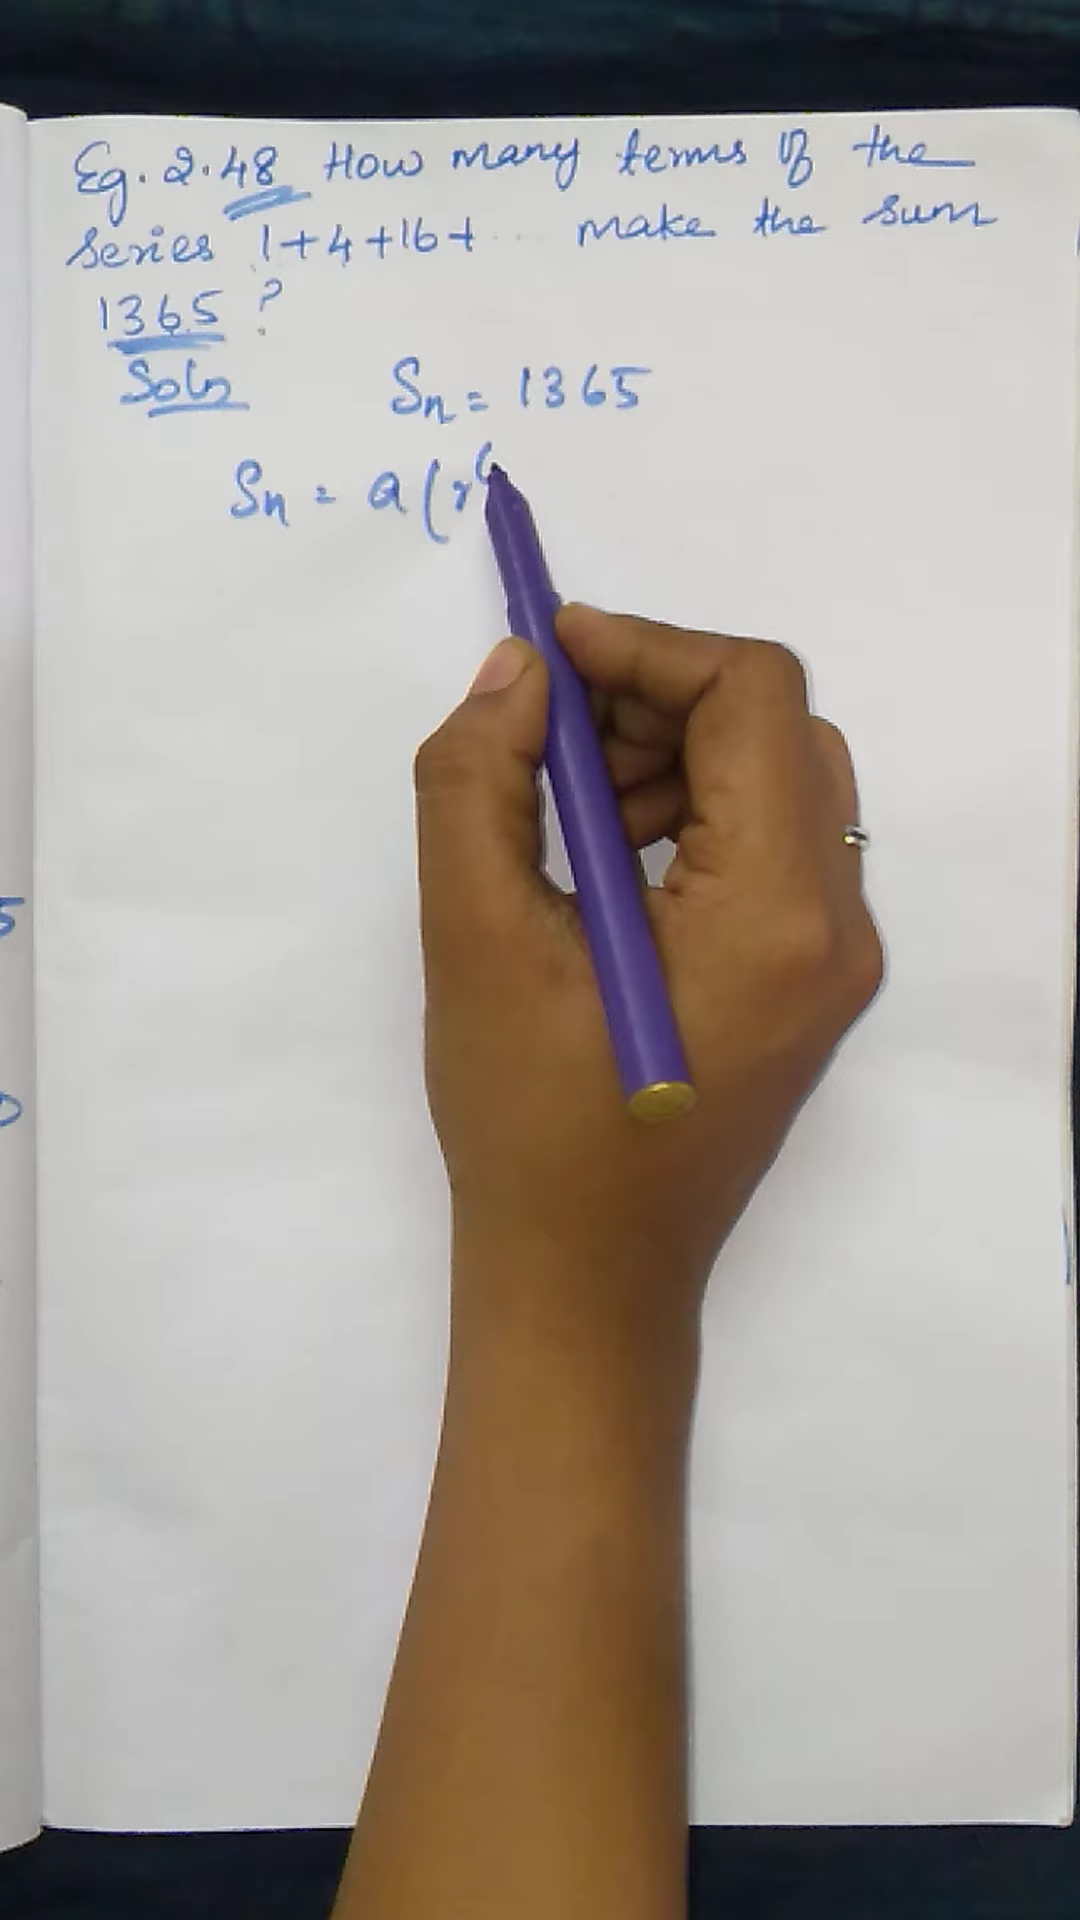 Eg. 2.48 How many terms of the
series 1+4+16+... make the sum
1365 ?
Soln Sn = 1365
Sn = a(r
5